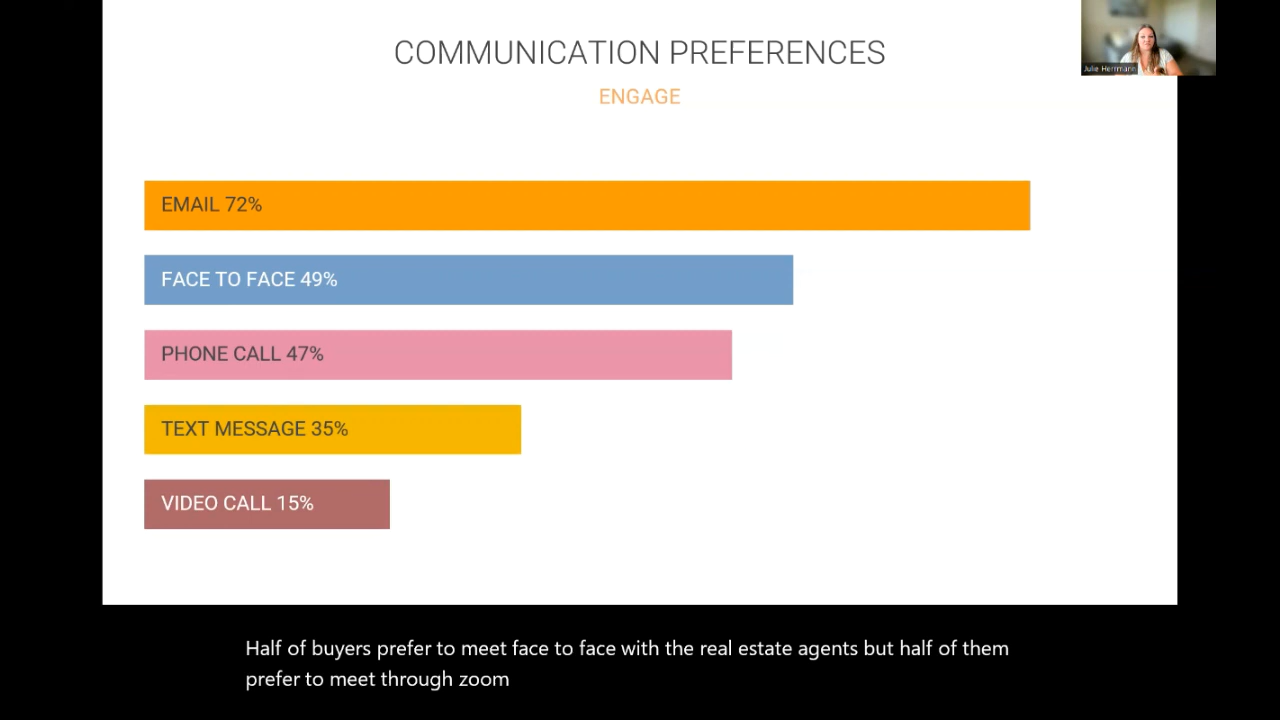 COMMUNICATION PREFERENCES
ENGAGE
Julie Herrmann
EMAIL 72%
FACE TO FACE 49%
PHONE CALL 47%
TEXT MESSAGE 35%
VIDEO CALL 15%
Half of buyers prefer to meet face to face with the real estate agents but half of them
prefer to meet through zoom